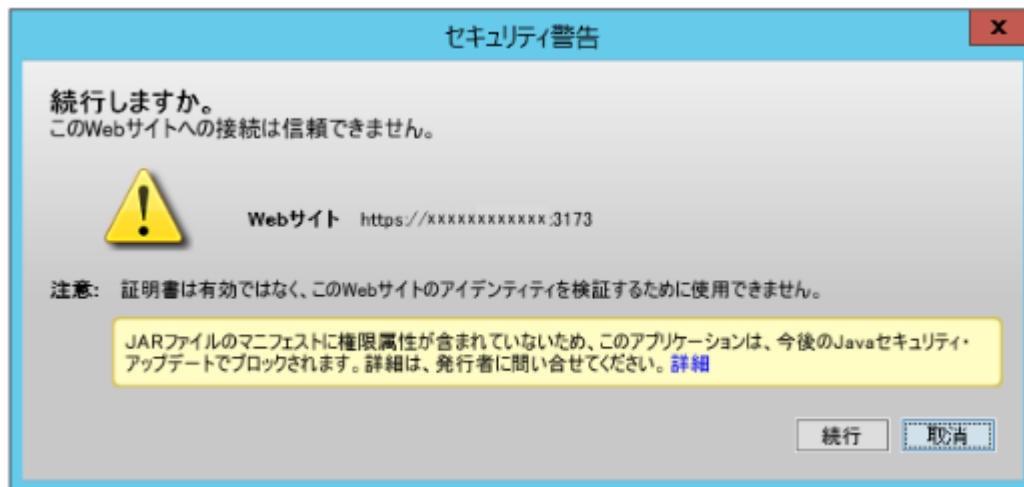 セキュリティ警告
x
続行しますか。
このWebサイトへの接続は信頼できません。
Webサイト https://xxxxxxxxxxxxx:3173
注意: 証明書は有効ではなく、このWebサイトのアイデンティティを検証するために使用できません。
JARファイルのマニフェストに権限属性が含まれていないため、このアプリケーションは、今後のJavaセキュリティ・
アップデートでブロックされます。詳細は、発行者に問い合せてください。詳細
続行 取消